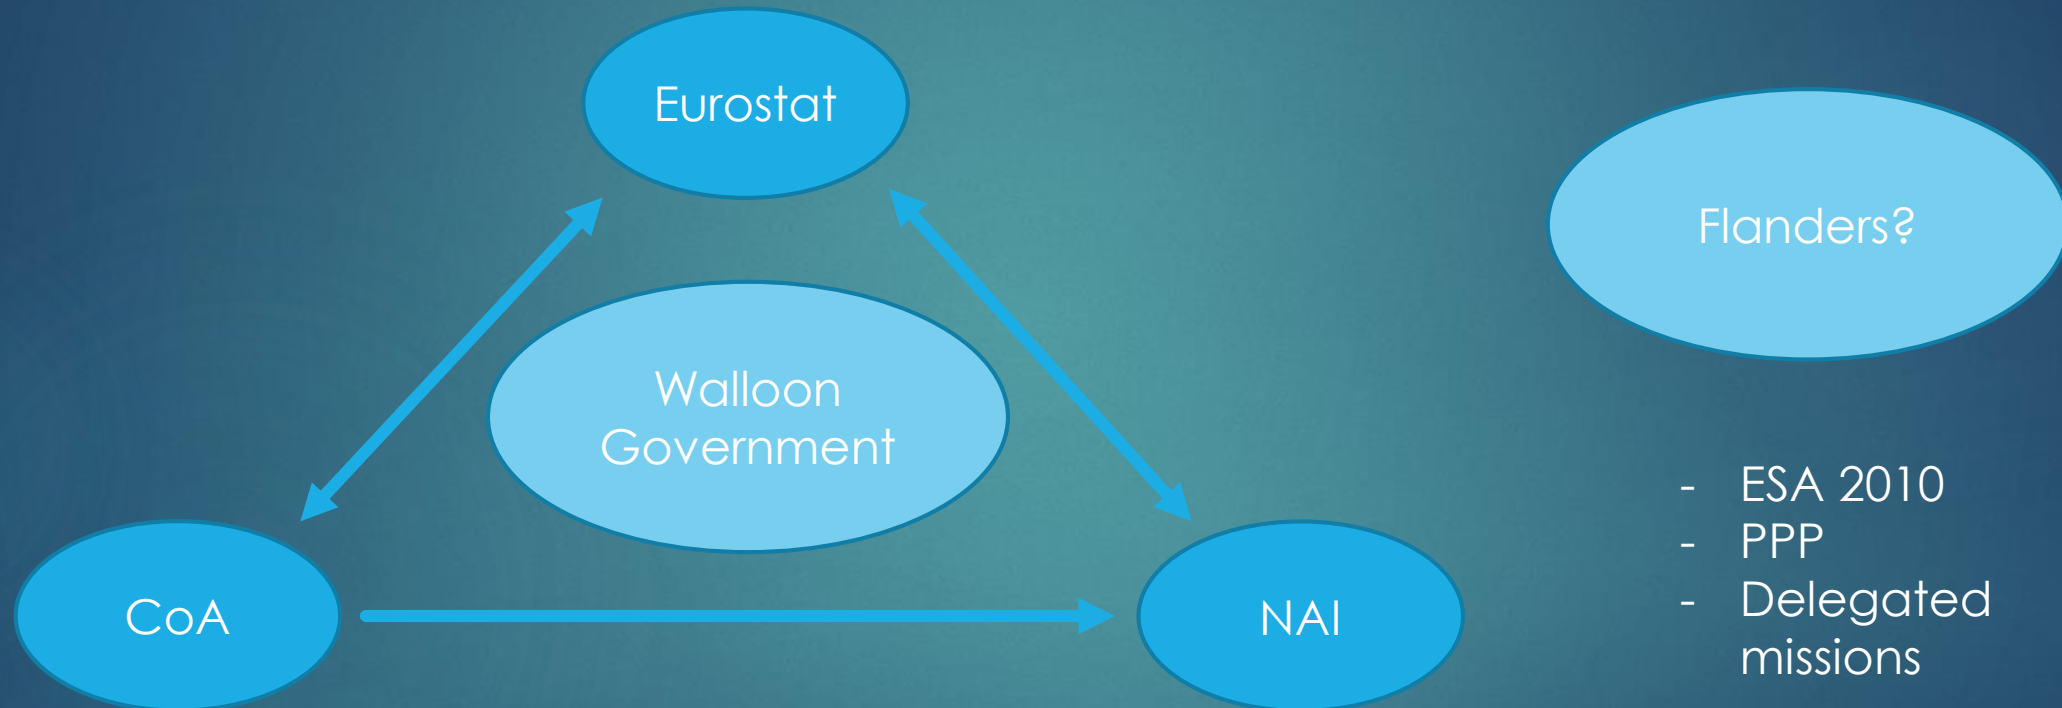 Eurostat
Flanders?
Walloon
Government
CoA
NAI
- ESA 2010
- PPP
- Delegated
missions